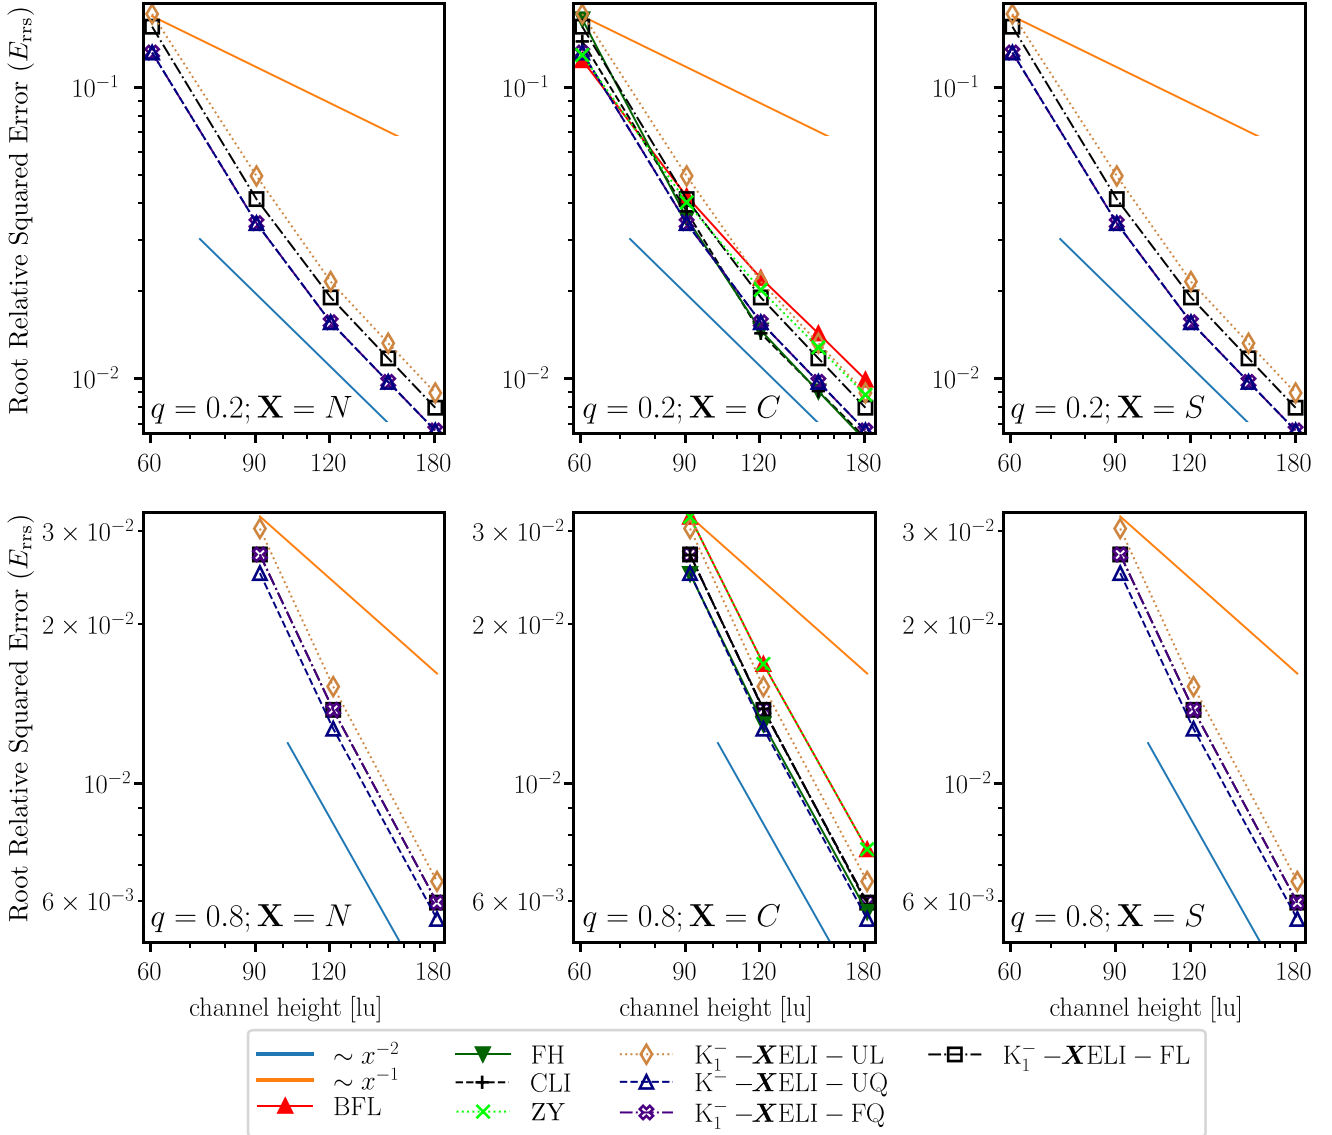 Root Relative Squared Error (E_rrs)
10^−1
10^−2
q = 0.2; X = N
60 90 120 180
10^−1
10^−2
q = 0.2; X = C
60 90 120 180
10^−1
10^−2
q = 0.2; X = S
60 90 120 180
Root Relative Squared Error (E_rrs)
3 × 10^−2
2 × 10^−2
10^−2
6 × 10^−3
q = 0.8; X = N
60 90 120 180
channel height [lu]
3 × 10^−2
2 × 10^−2
10^−2
6 × 10^−3
q = 0.8; X = C
60 90 120 180
channel height [lu]
3 × 10^−2
2 × 10^−2
10^−2
6 × 10^−3
q = 0.8; X = S
60 90 120 180
channel height [lu]
∼ x^−2
∼ x^−1
BFL
FH
CLI
ZY
K_1^− − XELI − UL
K^− − XELI − UQ
K_1^− − XELI − FQ
K_1^− − XELI − FL